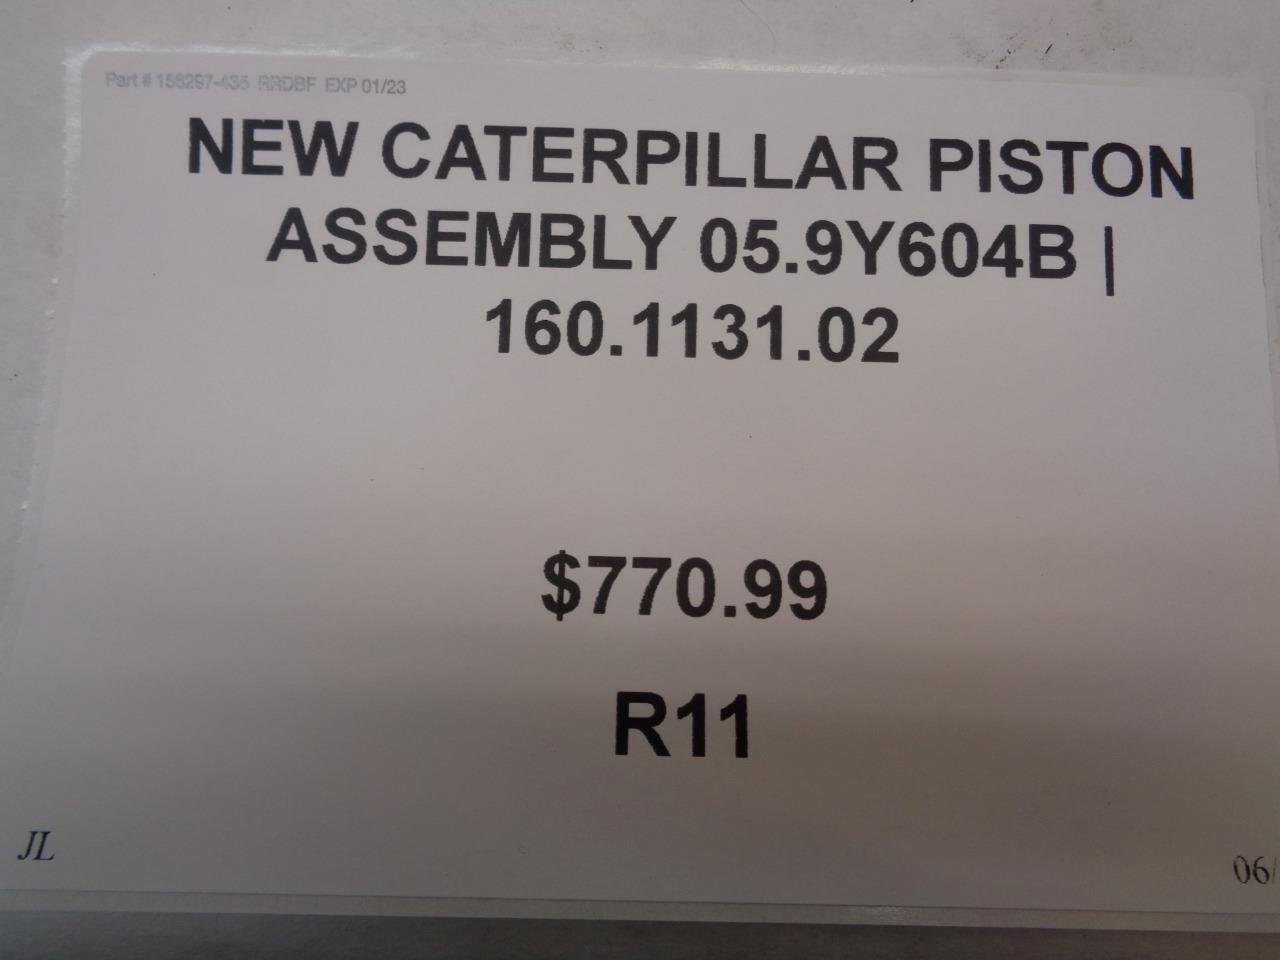 Part # 158297-435 RRDBF EXP 01/23
NEW CATERPILLAR PISTON
ASSEMBLY 05.9Y604B |
160.1131.02
$770.99
R11
JL
06/